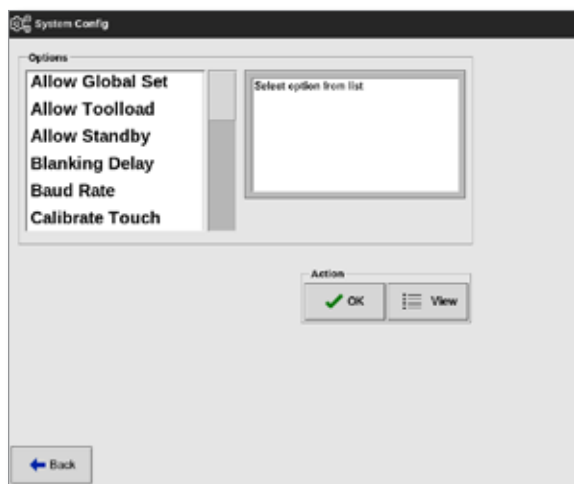 System Config
Options
Allow Global Set
Allow Toolload
Allow Standby
Blanking Delay
Baud Rate
Calibrate Touch
Select option from list
Action
OK
View
Back